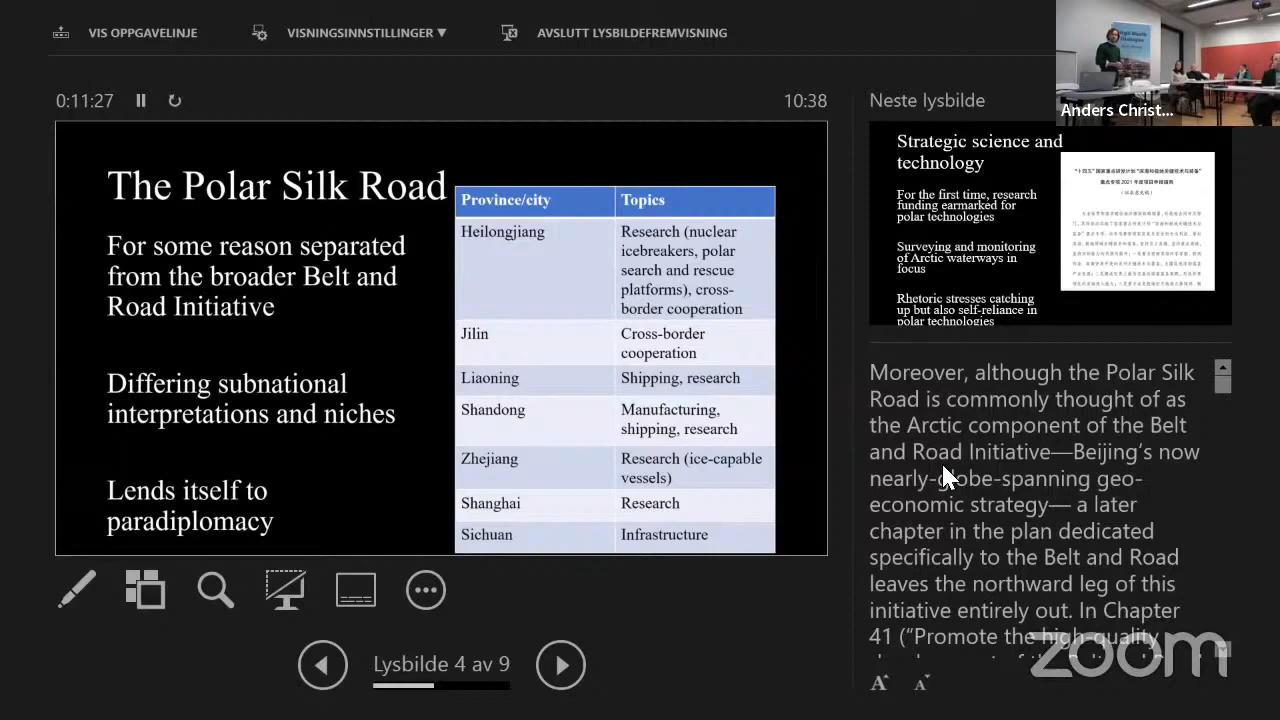 VIS OPPGAVELINJE
VISNINGSINNSTILLINGER ▼
AVSLUTT LYSBILDEFREMVISNING
Anders Christ...
0:11:27
10:38
Neste lysbilde
The Polar Silk Road
For some reason separated
from the broader Belt and
Road Initiative
Differing subnational
interpretations and niches
Lends itself to
paradiplomacy
Province/city Topics
Heilongjiang Research (nuclear
icebreakers, polar
search and rescue
platforms), cross-
border cooperation
Jilin Cross-border
cooperation
Liaoning Shipping, research
Shandong Manufacturing,
shipping, research
Zhejiang Research (ice-capable
vessels)
Shanghai Research
Sichuan Infrastructure
Strategic science and
technology
For the first time, research
funding earmarked for
polar technologies
Surveying and monitoring
of Arctic waterways in
focus
Rhetoric stresses catching
up but also self-reliance in
polar technologies
Moreover, although the Polar Silk
Road is commonly thought of as
the Arctic component of the Belt
and Road Initiative—Beijing’s now
nearly-globe-spanning geo-
economic strategy— a later
chapter in the plan dedicated
specifically to the Belt and Road
leaves the northward leg of this
initiative entirely out. In Chapter
41 (“Promote the high-quality
Lysbilde 4 av 9
A A
zoom